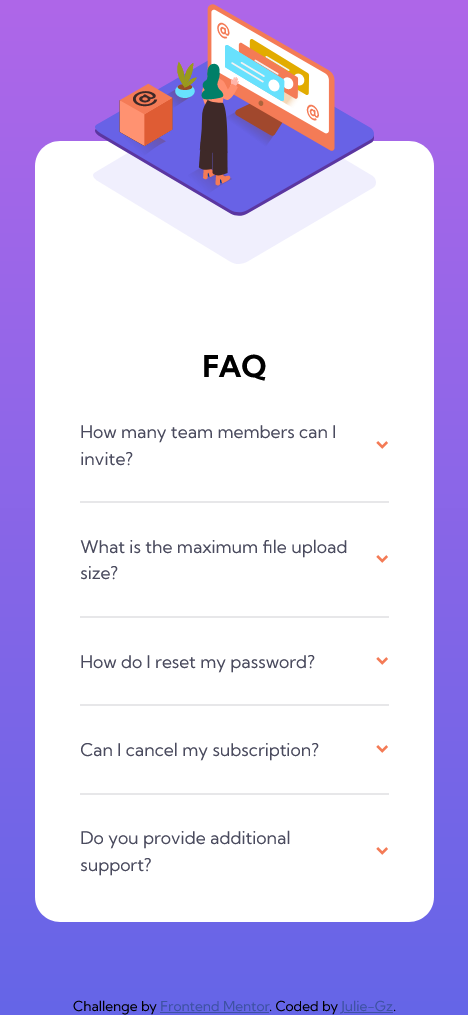 @
@
@
FAQ
How many team members can I
invite?
What is the maximum file upload
size?
How do I reset my password?
Can I cancel my subscription?
Do you provide additional
support?
Challenge by Frontend Mentor. Coded by Julie-Gz.